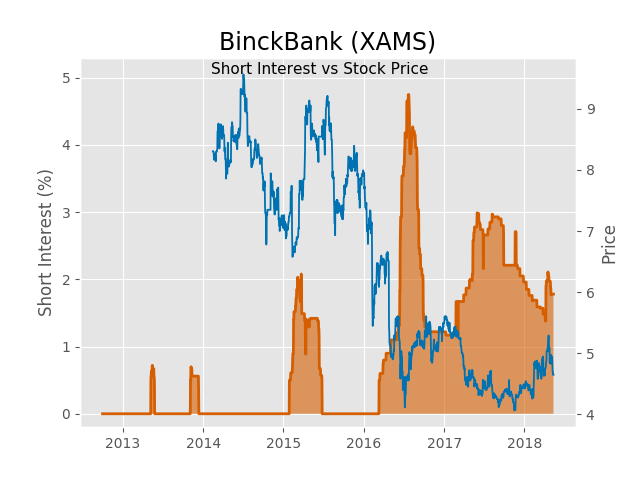 BinckBank (XAMS)
Short Interest vs Stock Price
Short Interest (%)
5
4
3
2
1
0
9
8
7
6
5
4
Price
2013 2014 2015 2016 2017 2018